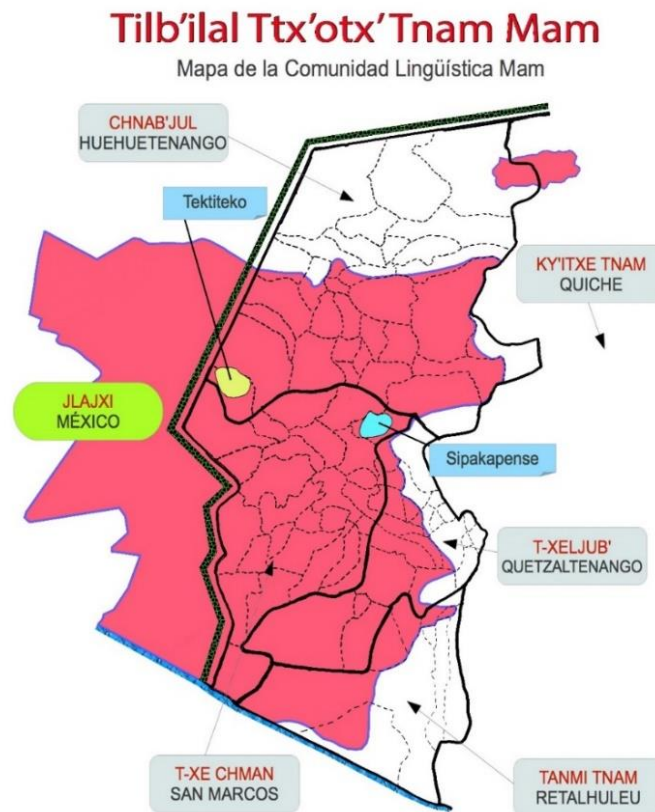 Tilb'ilal Ttx'otx' Tnam Mam
Mapa de la Comunidad Lingüística Mam
CHNAB'JUL
HUEHUETENANGO
Tektiteko
KY'ITXE TNAM
QUICHE
JLAJXI
MÉXICO
Sipakapense
T-XELJUB'
QUETZALTENANGO
T-XE CHMAN
SAN MARCOS
TANMI TNAM
RETALHULEU